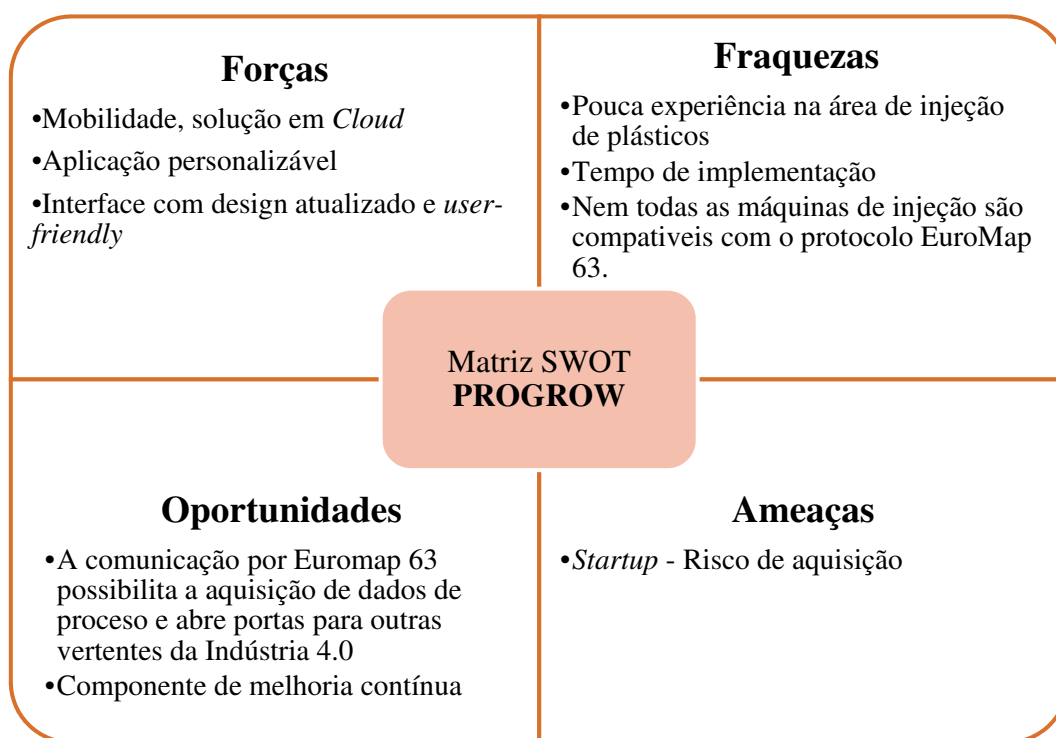 Forças
•Mobilidade, solução em Cloud
•Aplicação personalizável
•Interface com design atualizado e user-
friendly
Fraquezas
•Pouca experiência na área de injeção
de plásticos
•Tempo de implementação
•Nem todas as máquinas de injeção são
compativeis com o protocolo EuroMap
63.
Matriz SWOT
PROGROW
Oportunidades
•A comunicação por Euromap 63
possibilita a aquisição de dados de
processo e abre portas para outras
vertentes da Indústria 4.0
•Componente de melhoria contínua
Ameaças
•Startup - Risco de aquisição